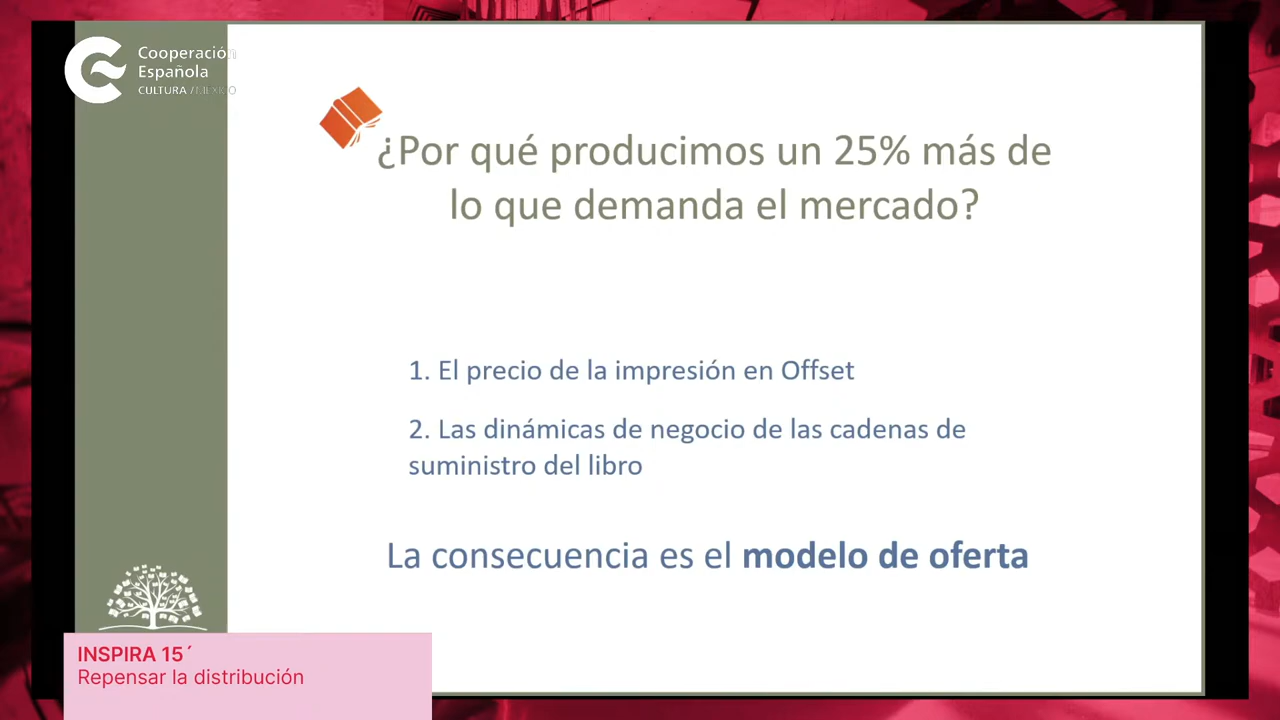 Cooperación
Española
CULTURA / MÉXICO
¿Por qué producimos un 25% más de
lo que demanda el mercado?
1. El precio de la impresión en Offset
2. Las dinámicas de negocio de las cadenas de
suministro del libro
La consecuencia es el modelo de oferta
INSPIRA 15´
Repensar la distribución